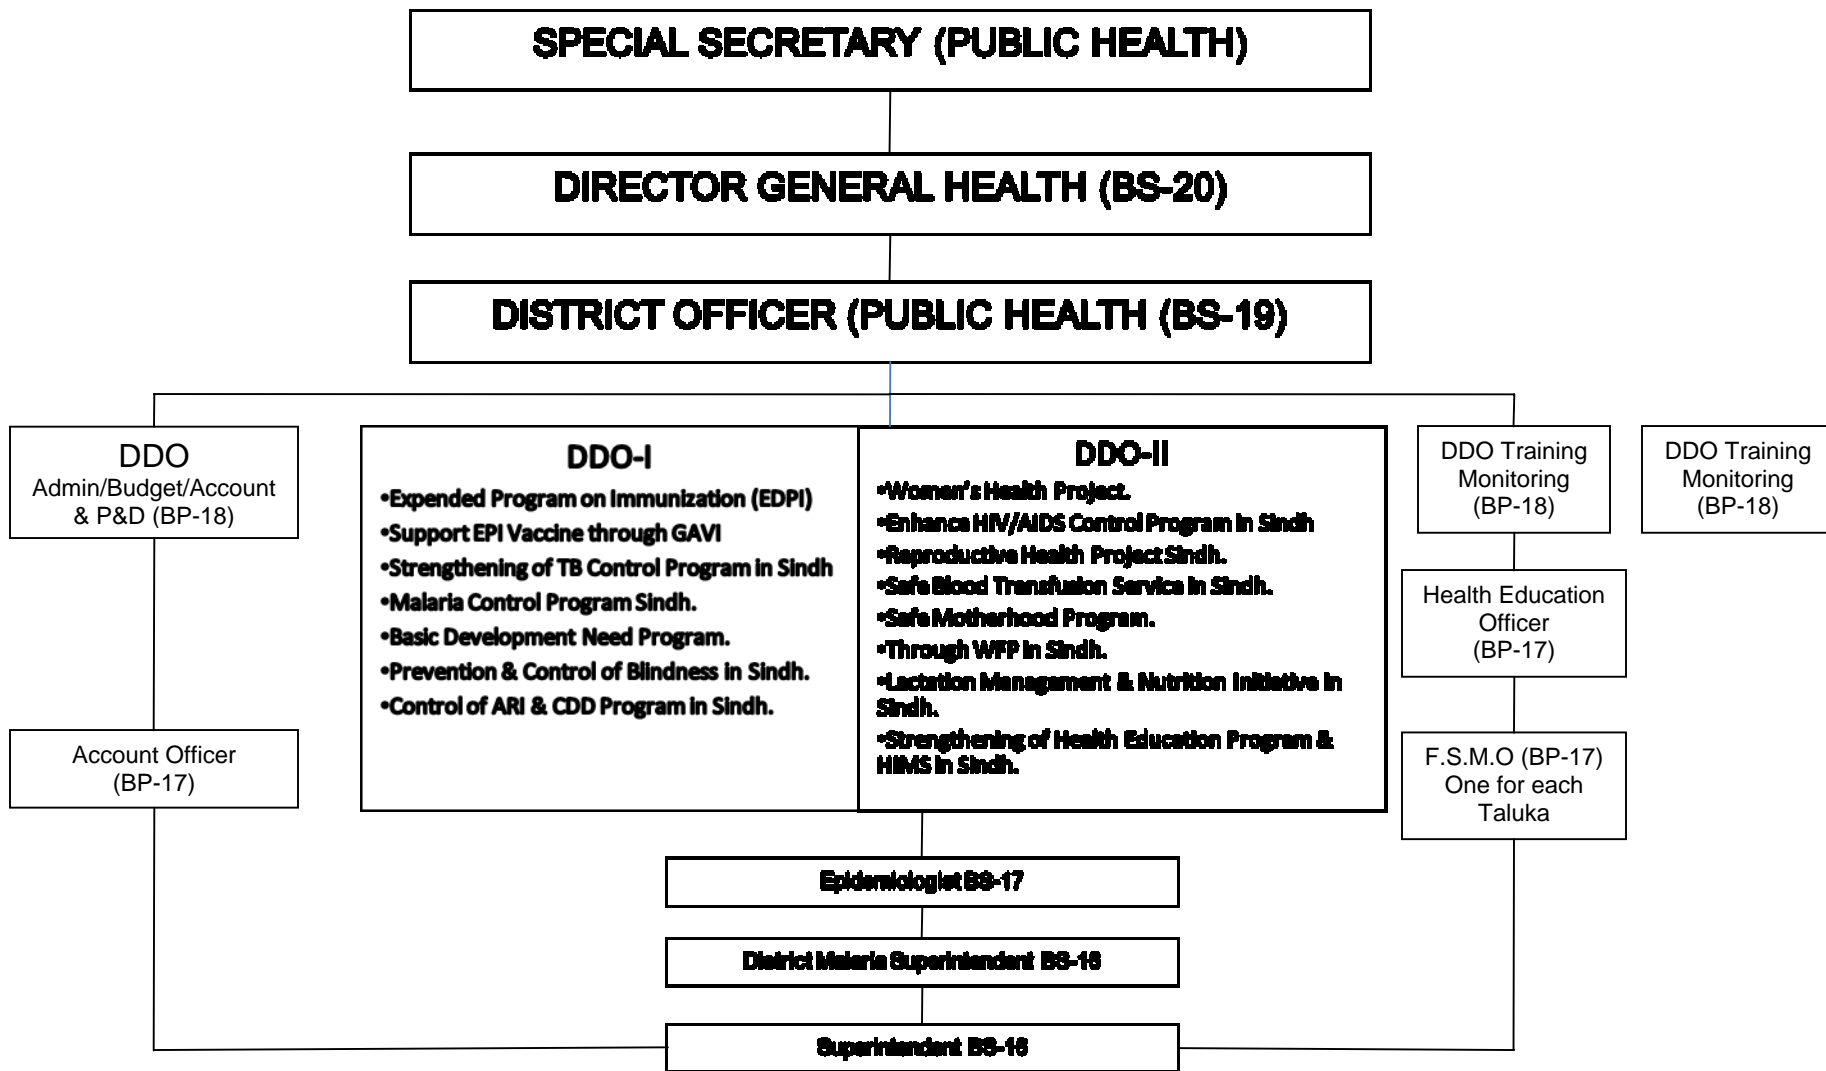 SPECIAL SECRETARY (PUBLIC HEALTH)
DIRECTOR GENERAL HEALTH (BS-20)
DISTRICT OFFICER (PUBLIC HEALTH (BS-19)
DDO
Admin/Budget/Account
& P&D (BP-18)
Account Officer
(BP-17)
DDO-I
•Expended Program on Immunization (EDPI)
•Support EPI Vaccine through GAVI
•Strengthening of TB Control Program in Sindh
•Malaria Control Program Sindh.
•Basic Development Need Program.
•Prevention & Control of Blindness in Sindh.
•Control of ARI & CDD Program in Sindh.
DDO-II
•Women's Health Project.
•Enhance HIV/AIDS Control Program in Sindh
•Reproductive Health Project Sindh.
•Safe Blood Transfusion Service in Sindh.
•Safe Motherhood Program.
•Through WFP in Sindh.
•Lactation Management & Nutrition Initiative in
Sindh.
•Strengthening of Health Education Program &
HIMS in Sindh.
DDO Training
Monitoring
(BP-18)
Health Education
Officer
(BP-17)
F.S.M.O (BP-17)
One for each
Taluka
DDO Training
Monitoring
(BP-18)
Epidemiologist BS-17
District Malaria Superintendent BS-16
Superintendent BS-16